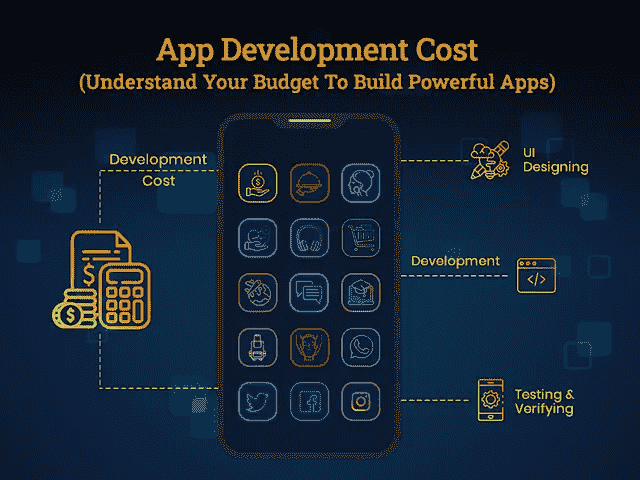 App Development Cost
(Understand Your Budget To Build Powerful Apps)
Development
Cost
UI
Designing
Development
Testing &
Verifying